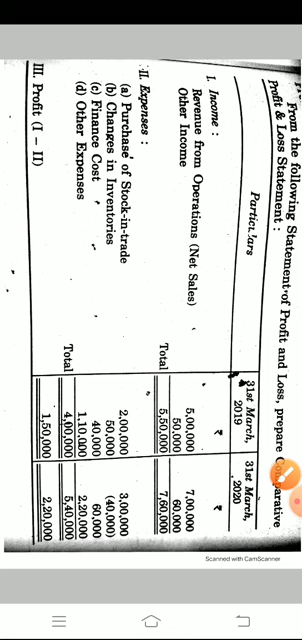 From the following Statement of Profit and Loss, prepare Comparative
Profit & Loss Statement :
Particulars 31st March, 2019 31st March, 2020
₹ ₹
I. Income :
Revenue from Operations (Net Sales) 5,00,000 7,00,000
Other Income 50,000 60,000
Total 5,50,000 7,60,000
II. Expenses :
(a) Purchase of Stock-in-trade 2,00,000 3,00,000
(b) Changes in Inventories 50,000 (40,000)
(c) Finance Cost 40,000 60,000
(d) Other Expenses 1,10,000 2,20,000
Total 4,00,000 5,40,000
III. Profit (I – II) 1,50,000 2,20,000
Scanned with CamScanner